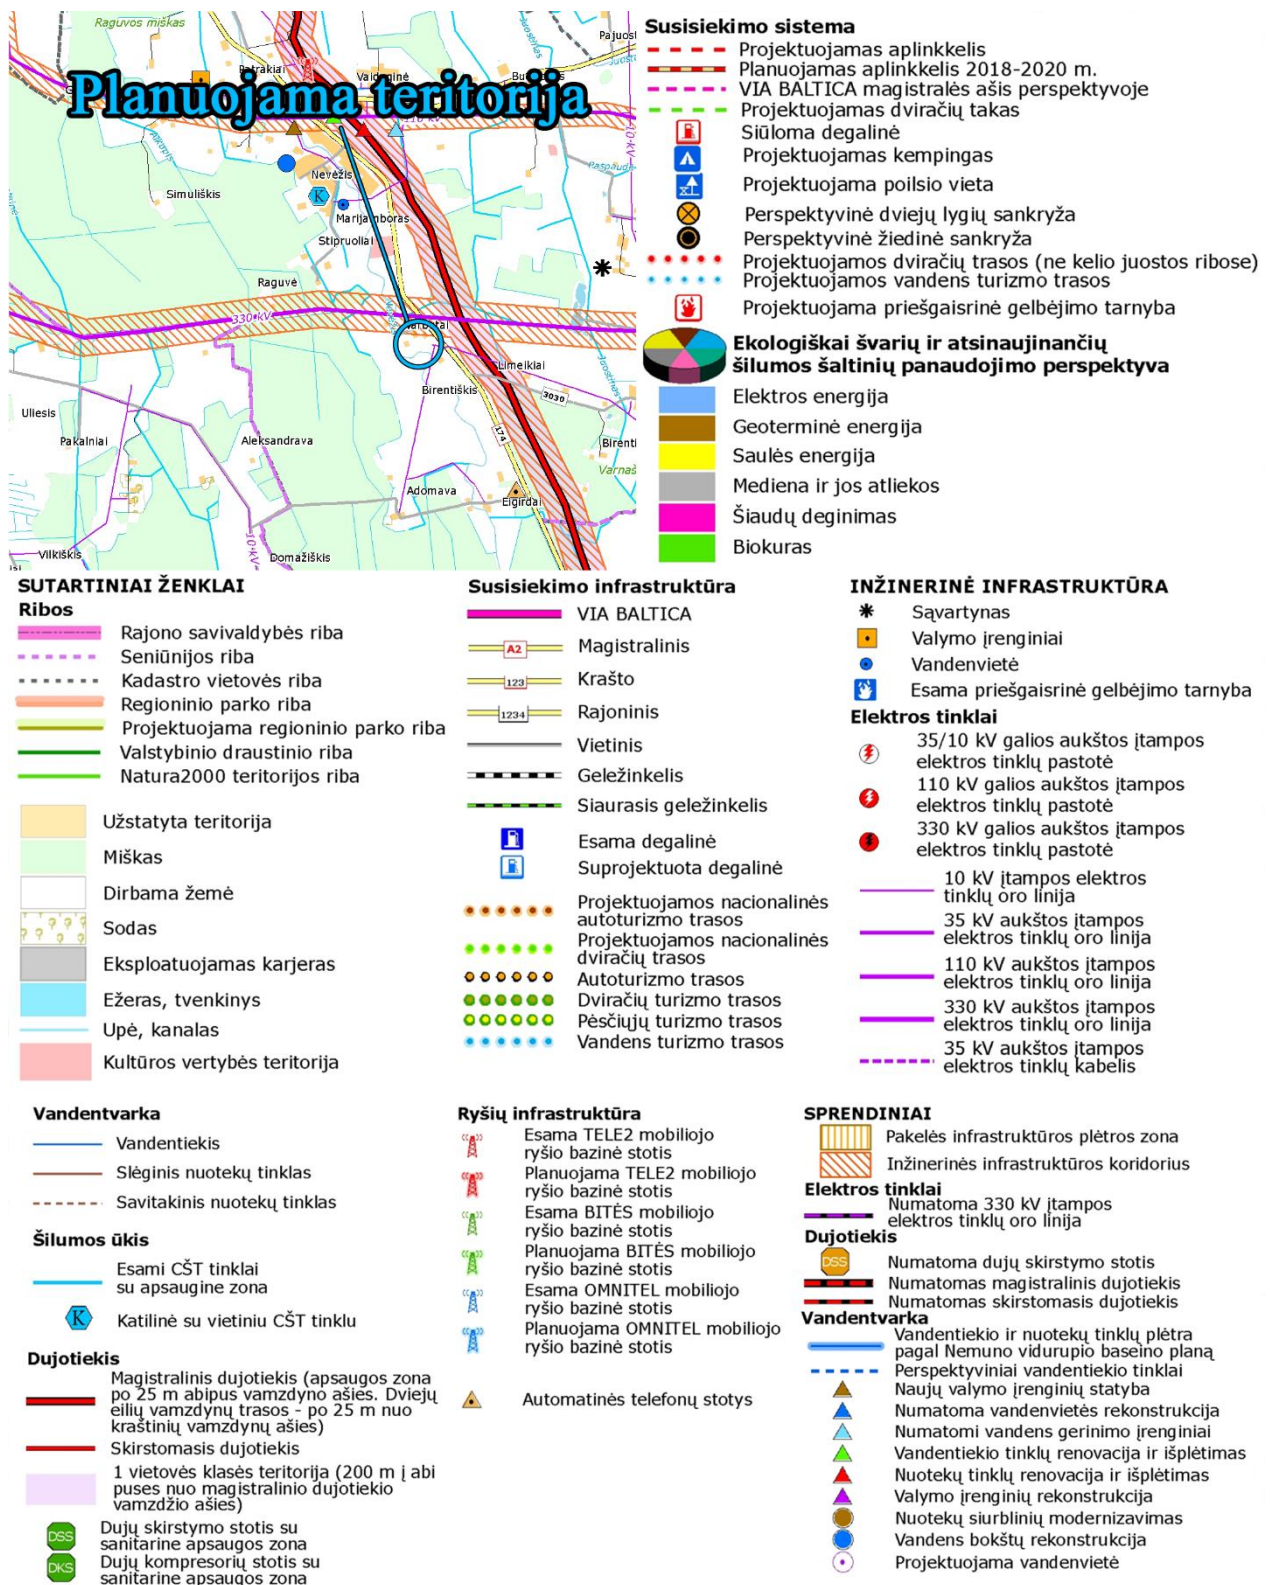 Raguvos miškas
Juostinas
Pajuost
Juosta
Patrakiai
Valdeginė
Planuojama teritorija
110 kV
10-kV
Alkupis
Nevėžis
Simuliškis
K
Marijamboras
Stipruoliai
Raguvė
330 kV
Limeikiai
Birentiškis
3030
Uliesis
Pakalniai
Aleksandrava
174
Birenti
Varnaš
Juostinas
Adomava
Eigirdai
10-kV
Vilkiškis
Domažiškis
Susisiekimo sistema
Projektuojamas aplinkkelis
Planuojamas aplinkkelis 2018-2020 m.
VIA BALTICA magistralės ašis perspektyvoje
Projektuojamas dviračių takas
Siūloma degalinė
Projektuojamas kempingas
Projektuojama poilsio vieta
Perspektyvinė dviejų lygių sankryža
Perspektyvinė žiedinė sankryža
Projektuojamos dviračių trasos (ne kelio juostos ribose)
Projektuojamos vandens turizmo trasos
Projektuojama priešgaisrinė gelbėjimo tarnyba
Ekologiškai švarių ir atsinaujinančių
šilumos šaltinių panaudojimo perspektyva
Elektros energija
Geoterminė energija
Saulės energija
Mediena ir jos atliekos
Šiaudų deginimas
Biokuras
SUTARTINIAI ŽENKLAI
Ribos
Rajono savivaldybės riba
Seniūnijos riba
Kadastro vietovės riba
Regioninio parko riba
Projektuojama regioninio parko riba
Valstybinio draustinio riba
Natura2000 teritorijos riba
Užstatyta teritorija
Miškas
Dirbama žemė
Sodas
Eksploatuojamas karjeras
Ežeras, tvenkinys
Upė, kanalas
Kultūros vertybės teritorija
Susisiekimo infrastruktūra
VIA BALTICA
A2 Magistralinis
123 Krašto
1234 Rajoninis
Vietinis
Geležinkelis
Siaurasis geležinkelis
Esama degalinė
Suprojektuota degalinė
Projektuojamos nacionalinės
autoturizmo trasos
Projektuojamos nacionalinės
dviračių trasos
Autoturizmo trasos
Dviračių turizmo trasos
Pėsčiųjų turizmo trasos
Vandens turizmo trasos
INŽINERINĖ INFRASTRUKTŪRA
Sąvartynas
Valymo įrenginiai
Vandenvietė
Esama priešgaisrinė gelbėjimo tarnyba
Elektros tinklai
35/10 kV galios aukštos įtampos
elektros tinklų pastotė
110 kV galios aukštos įtampos
elektros tinklų pastotė
330 kV galios aukštos įtampos
elektros tinklų pastotė
10 kV įtampos elektros
tinklų oro linija
35 kV aukštos įtampos
elektros tinklų oro linija
110 kV aukštos įtampos
elektros tinklų oro linija
330 kV aukštos įtampos
elektros tinklų oro linija
35 kV aukštos įtampos
elektros tinklų kabelis
Vandentvarka
Vandentiekis
Slėginis nuotekų tinklas
Savitakinis nuotekų tinklas
Šilumos ūkis
Esami CŠT tinklai
su apsaugine zona
K Katilinė su vietiniu CŠT tinklu
Dujotiekis
Magistralinis dujotiekis (apsaugos zona
po 25 m abipus vamzdyno ašies. Dviejų
eilių vamzdynų trasos - po 25 m nuo
kraštinių vamzdynų ašies)
Skirstomasis dujotiekis
1 vietovės klasės teritorija (200 m į abi
puses nuo magistralinio dujotiekio
vamzdžio ašies)
DSS Dujų skirstymo stotis su
sanitarine apsaugos zona
DKS Dujų kompresorių stotis su
sanitarine apsaugos zona
Ryšių infrastruktūra
Esama TELE2 mobiliojo
ryšio bazinė stotis
Planuojama TELE2 mobiliojo
ryšio bazinė stotis
Esama BITĖS mobiliojo
ryšio bazinė stotis
Planuojama BITĖS mobiliojo
ryšio bazinė stotis
Esama OMNITEL mobiliojo
ryšio bazinė stotis
Planuojama OMNITEL mobiliojo
ryšio bazinė stotis
Automatinės telefonų stotys
SPRENDINIAI
Pakelės infrastruktūros plėtros zona
Inžinerinės infrastruktūros koridorius
Elektros tinklai
Numatoma 330 kV įtampos
elektros tinklų oro linija
Dujotiekis
DSS Numatoma dujų skirstymo stotis
Numatomas magistralinis dujotiekis
Numatomas skirstomasis dujotiekis
Vandentvarka
Vandentiekio ir nuotekų tinklų plėtra
pagal Nemuno vidurupio baseino planą
Perspektyviniai vandentiekio tinklai
Naujų valymo įrenginių statyba
Numatoma vandenvietės rekonstrukcija
Numatomi vandens gerinimo įrenginiai
Vandentiekio tinklų renovacija ir išplėtimas
Nuotekų tinklų renovacija ir išplėtimas
Valymo įrenginių rekonstrukcija
Nuotekų siurblinių modernizavimas
Vandens bokštų rekonstrukcija
Projektuojama vandenvietė